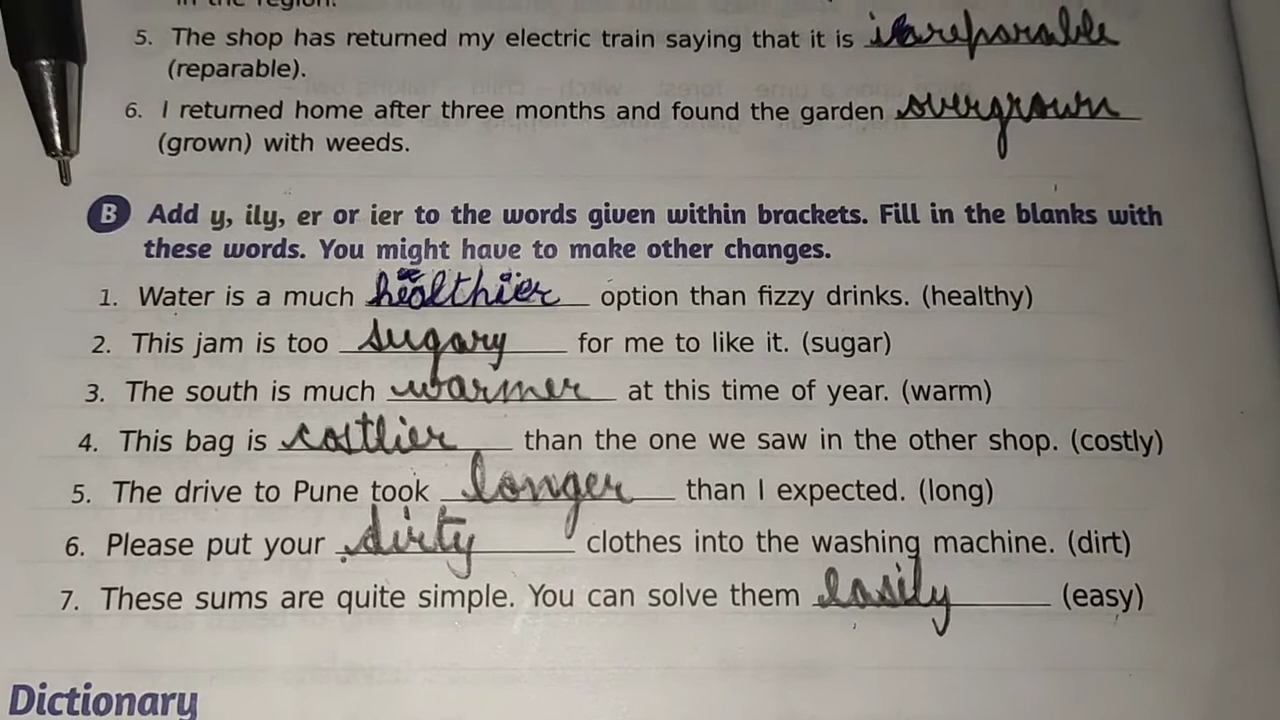 in the region.
5. The shop has returned my electric train saying that it is irreparable
(reparable).
6. I returned home after three months and found the garden overgrown
(grown) with weeds.
B Add y, ily, er or ier to the words given within brackets. Fill in the blanks with
these words. You might have to make other changes.
1. Water is a much healthier option than fizzy drinks. (healthy)
2. This jam is too sugary for me to like it. (sugar)
3. The south is much warmer at this time of year. (warm)
4. This bag is costlier than the one we saw in the other shop. (costly)
5. The drive to Pune took longer than I expected. (long)
6. Please put your dirty clothes into the washing machine. (dirt)
7. These sums are quite simple. You can solve them easily (easy)
Dictionary